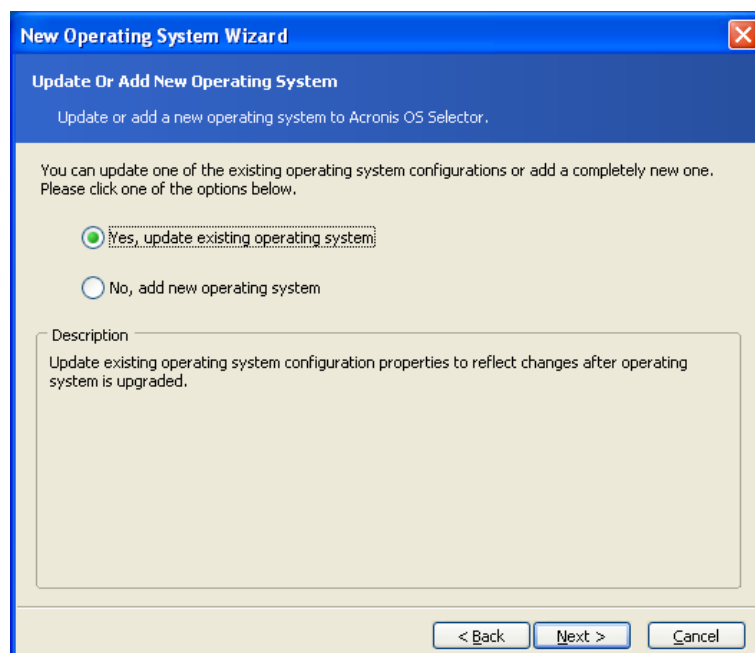 New Operating System Wizard
Update Or Add New Operating System
Update or add a new operating system to Acronis OS Selector.
You can update one of the existing operating system configurations or add a completely new one.
Please click one of the options below.
Yes, update existing operating system
No, add new operating system
Description
Update existing operating system configuration properties to reflect changes after operating
system is upgraded.
< Back Next > Cancel